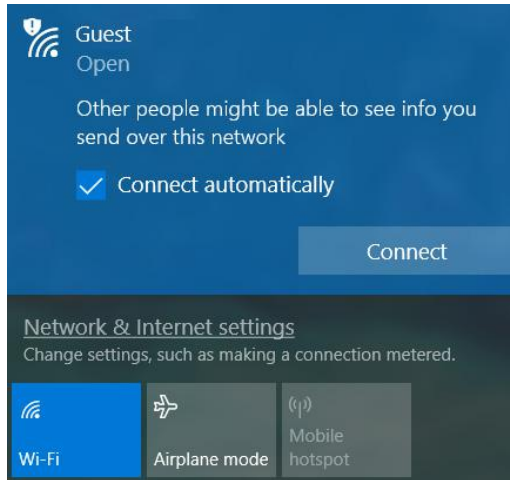 Guest
Open
Other people might be able to see info you
send over this network
Connect automatically
Connect
Network & Internet settings
Change settings, such as making a connection metered.
Wi-Fi
Airplane mode
Mobile
hotspot